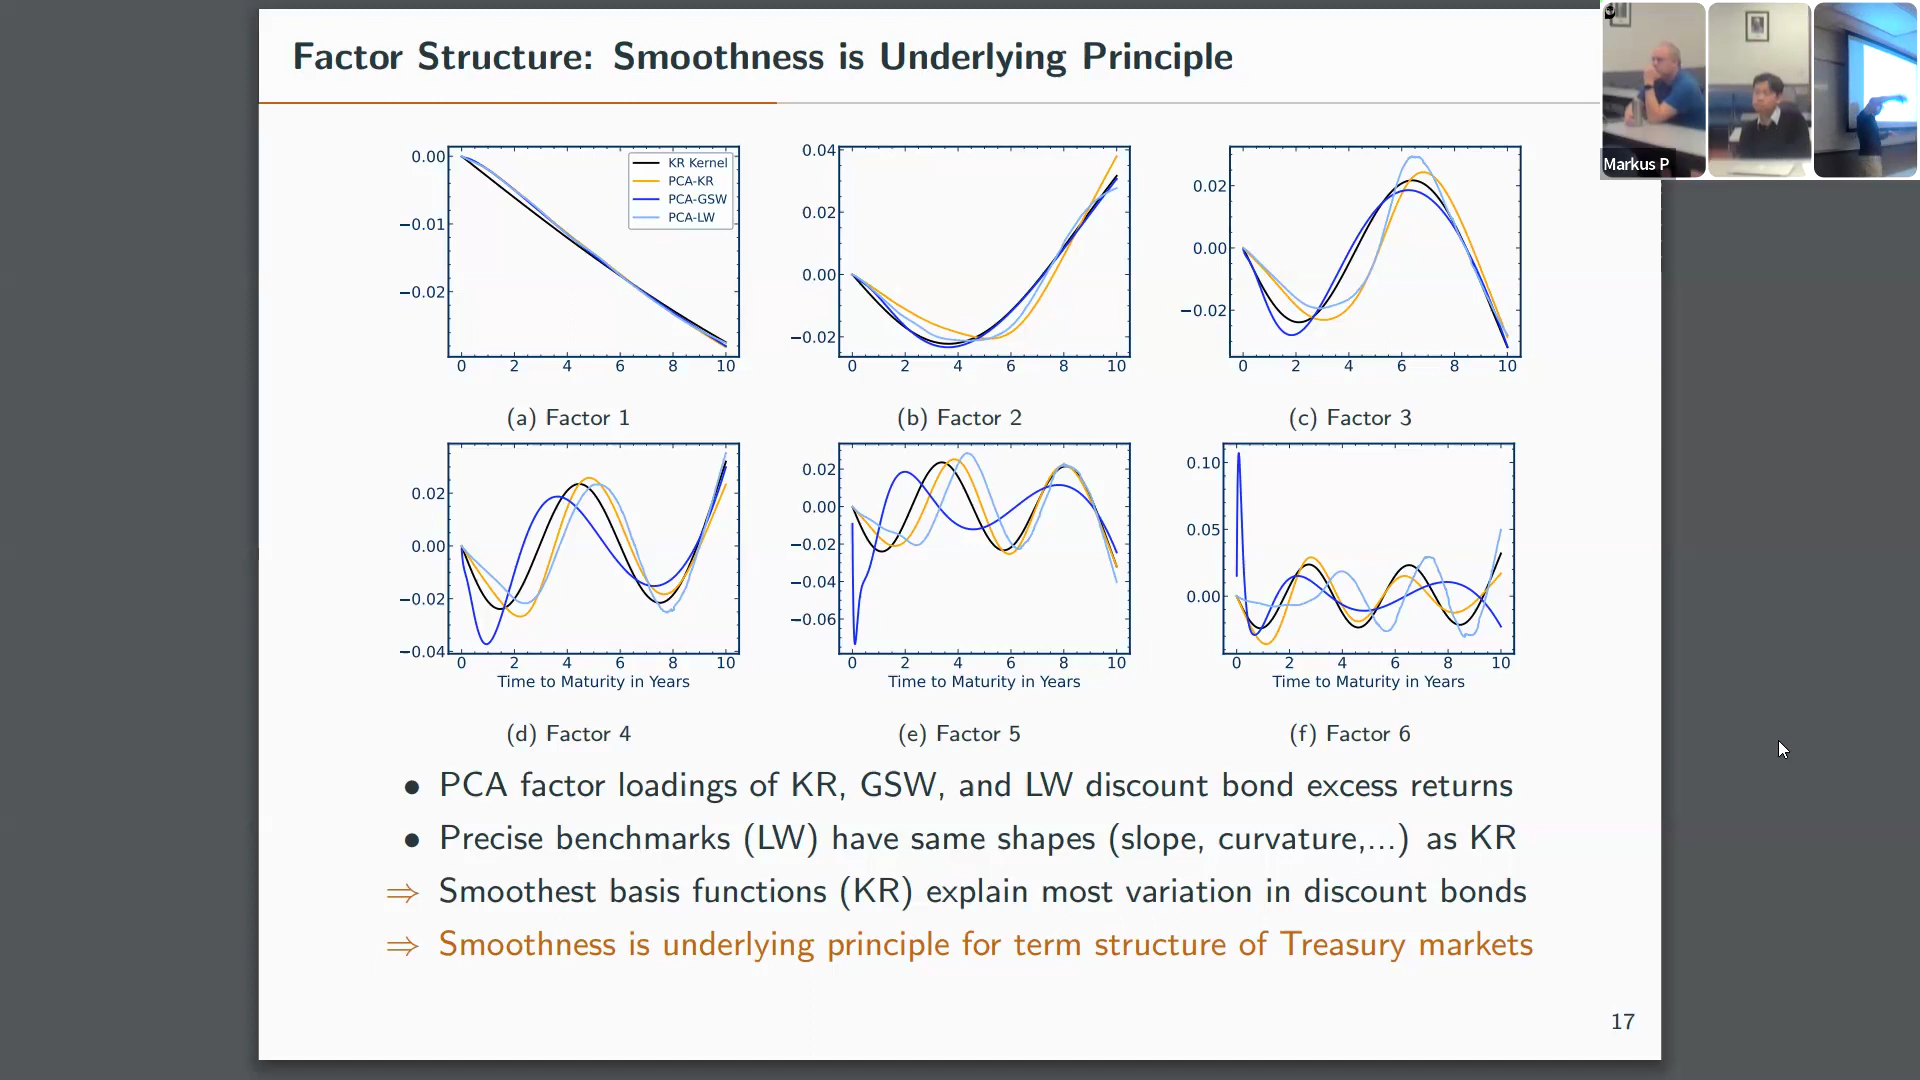 Factor Structure: Smoothness is Underlying Principle
Markus P
0.00
−0.01
−0.02
0 2 4 6 8 10
KR Kernel
PCA-KR
PCA-GSW
PCA-LW
(a) Factor 1
0.04
0.02
0.00
−0.02
0 2 4 6 8 10
(b) Factor 2
0.02
0.00
−0.02
0 2 4 6 8 10
(c) Factor 3
0.02
0.00
−0.02
−0.04
0 2 4 6 8 10
Time to Maturity in Years
(d) Factor 4
0.02
0.00
−0.02
−0.04
−0.06
0 2 4 6 8 10
Time to Maturity in Years
(e) Factor 5
0.10
0.05
0.00
0 2 4 6 8 10
Time to Maturity in Years
(f) Factor 6
• PCA factor loadings of KR, GSW, and LW discount bond excess returns
• Precise benchmarks (LW) have same shapes (slope, curvature,...) as KR
⇒ Smoothest basis functions (KR) explain most variation in discount bonds
⇒ Smoothness is underlying principle for term structure of Treasury markets
17